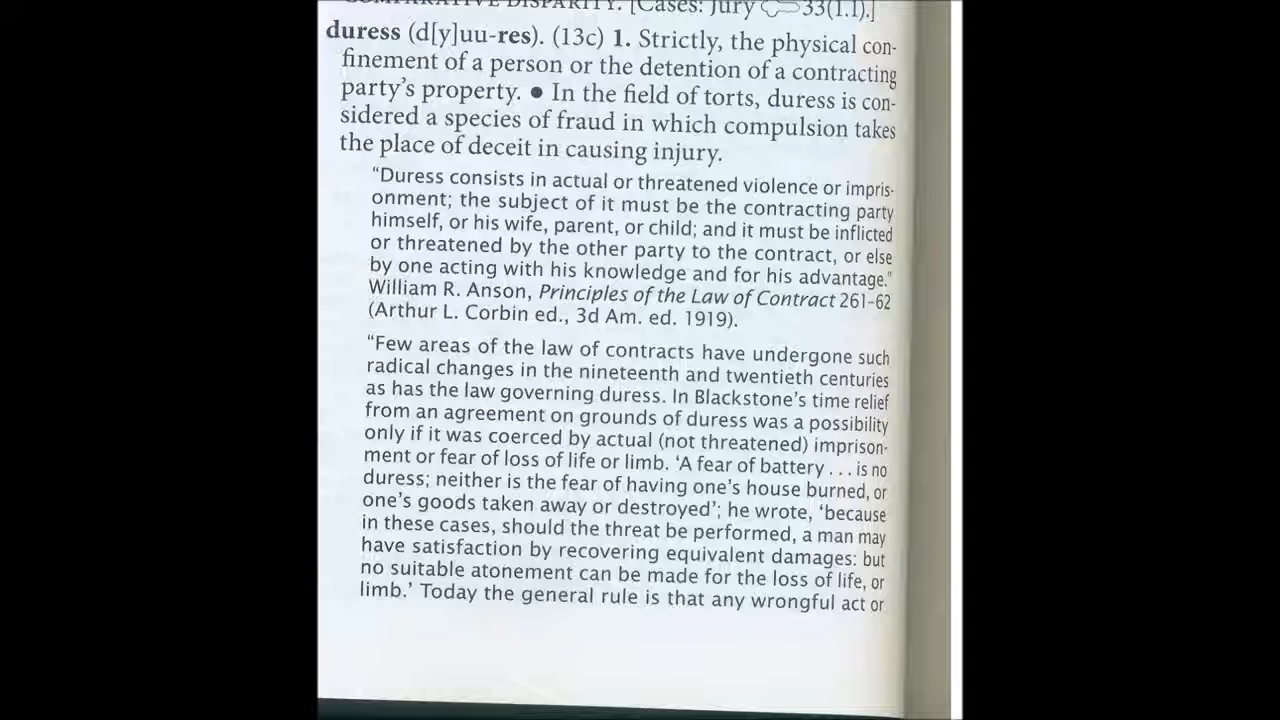 COMPARATIVE DISPARITY. [Cases: Jury 33(1.1).]
duress (d[y]uu-res). (13c) 1. Strictly, the physical con-
finement of a person or the detention of a contracting
party's property. ● In the field of torts, duress is con-
sidered a species of fraud in which compulsion takes
the place of deceit in causing injury.
"Duress consists in actual or threatened violence or impris-
onment; the subject of it must be the contracting party
himself, or his wife, parent, or child; and it must be inflicted
or threatened by the other party to the contract, or else
by one acting with his knowledge and for his advantage."
William R. Anson, Principles of the Law of Contract 261-62
(Arthur L. Corbin ed., 3d Am. ed. 1919).
"Few areas of the law of contracts have undergone such
radical changes in the nineteenth and twentieth centuries
as has the law governing duress. In Blackstone's time relief
from an agreement on grounds of duress was a possibility
only if it was coerced by actual (not threatened) imprison-
ment or fear of loss of life or limb. 'A fear of battery . . . is no
duress; neither is the fear of having one's house burned, or
one's goods taken away or destroyed'; he wrote, 'because
in these cases, should the threat be performed, a man may
have satisfaction by recovering equivalent damages: but
no suitable atonement can be made for the loss of life, or
limb.' Today the general rule is that any wrongful act or